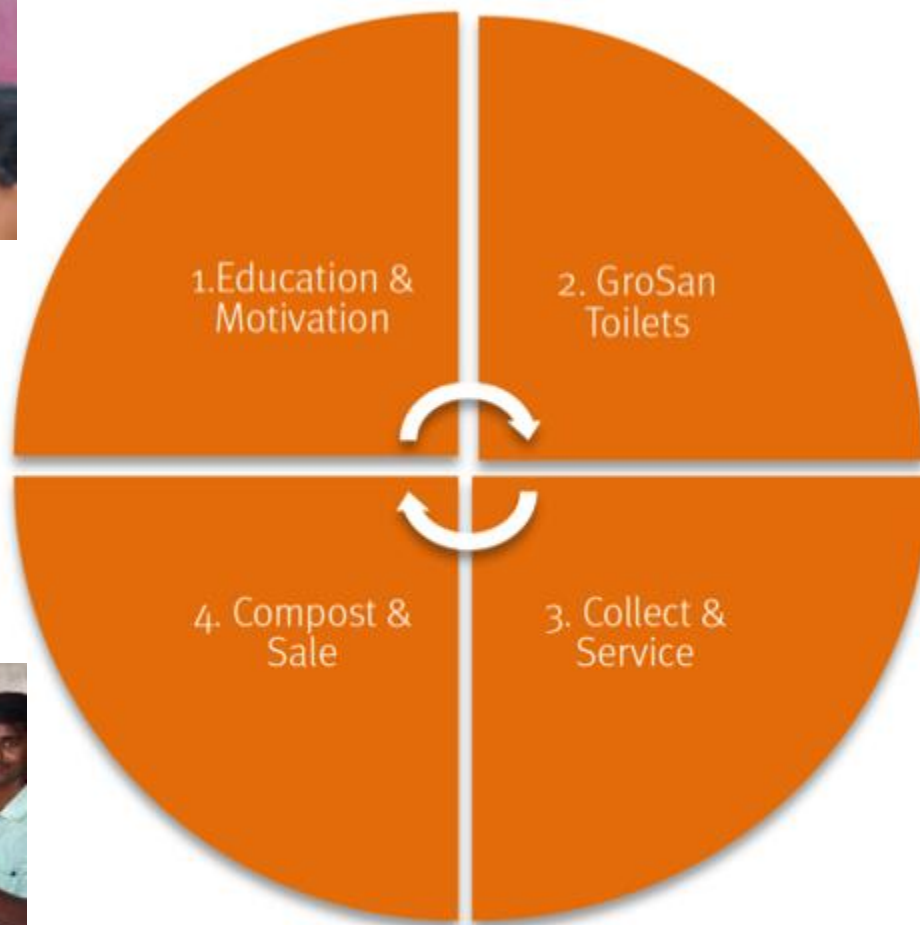 1.Education &
Motivation
2. GroSan
Toilets
3. Collect &
Service
4. Compost &
Sale